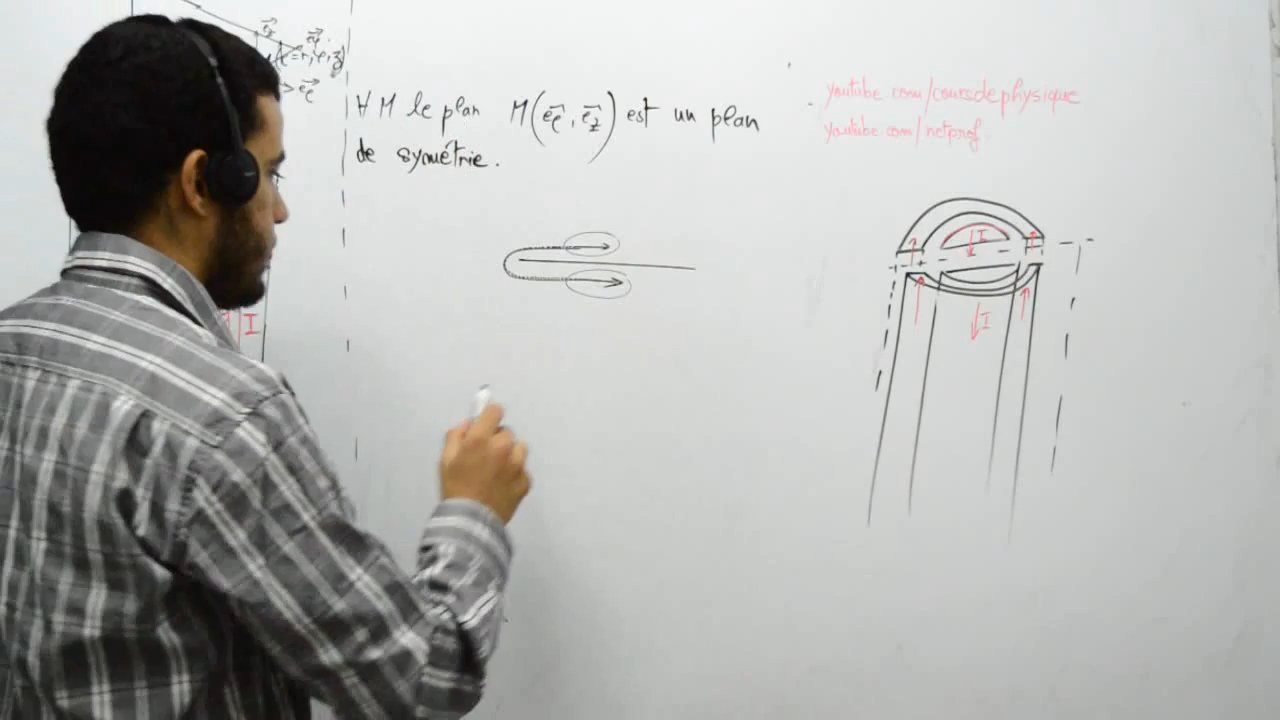 ∀ M le plan M(e⃗ρ, e⃗z) est un plan
de symétrie.
youtube.com/coursdephysique
youtube.com/netprof
I
I
I